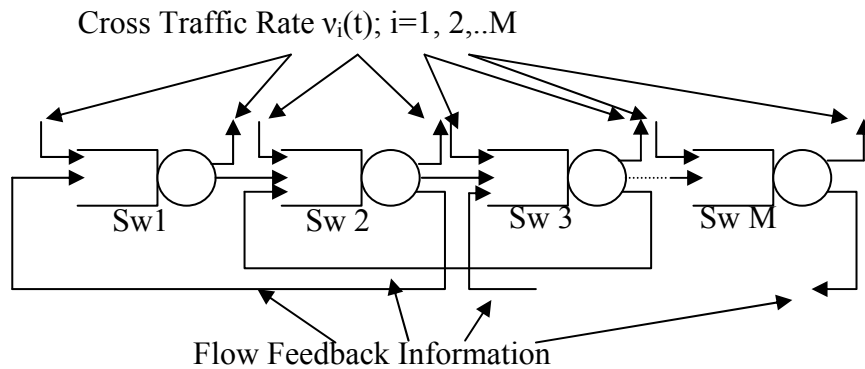 Cross Traffic Rate νi(t); i=1, 2,..M
Sw1 Sw 2 Sw 3 Sw M
Flow Feedback Information